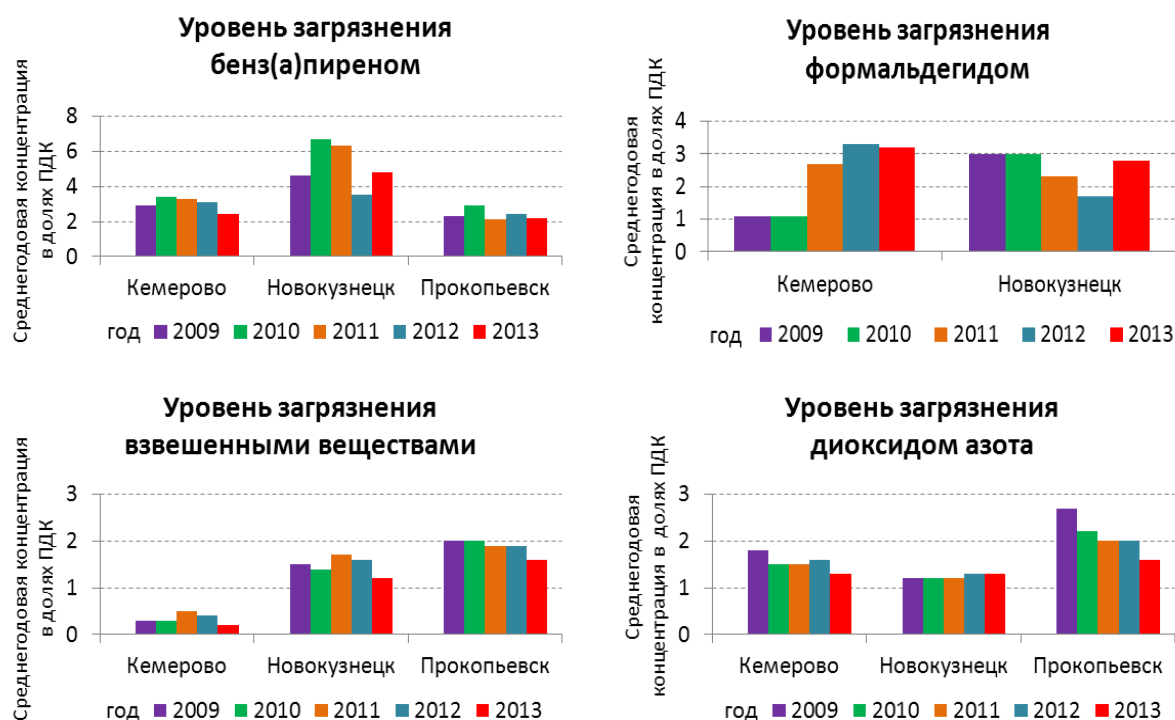 Уровень загрязнения
бенз(а)пиреном
Среднегодовая концентрация
в долях ПДК
8
6
4
2
0
Кемерово Новокузнецк Прокопьевск
год 2009 2010 2011 2012 2013
Уровень загрязнения
формальдегидом
Среднегодовая
концентрация в долях ПДК
4
3
2
1
0
Кемерово Новокузнецк
год 2009 2010 2011 2012 2013
Уровень загрязнения
взвешенными веществами
Среднегодовая концентрация
в долях ПДК
3
2
1
0
Кемерово Новокузнецк Прокопьевск
год 2009 2010 2011 2012 2013
Уровень загрязнения
диоксидом азота
Среднегодовая
концентрация в долях ПДК
3
2
1
0
Кемерово Новокузнецк Прокопьевск
год 2009 2010 2011 2012 2013